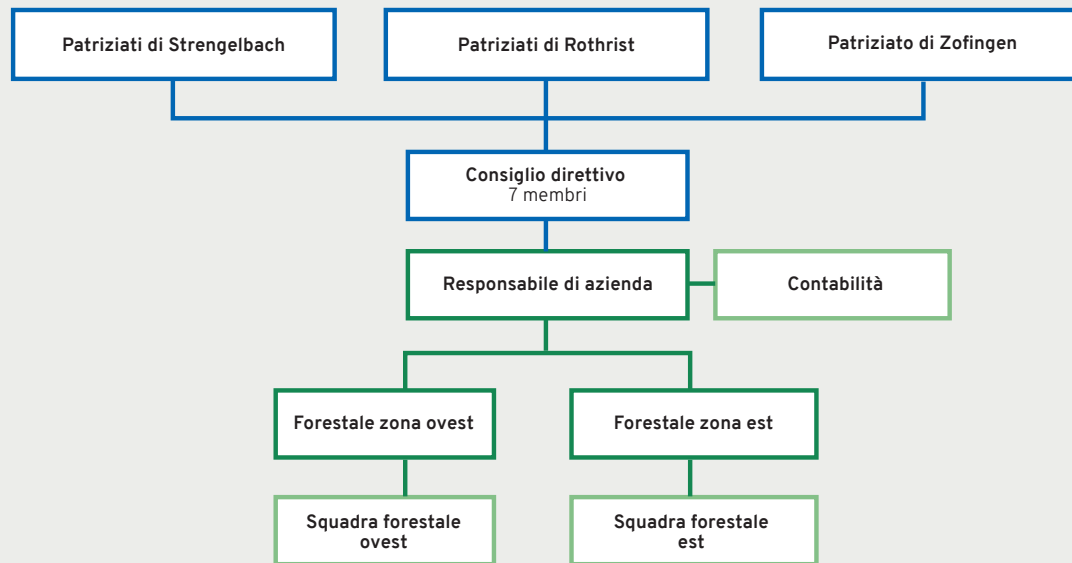 Patriziati di Strengelbach
Patriziati di Rothrist
Patriziato di Zofingen
Consiglio direttivo
7 membri
Responsabile di azienda
Contabilità
Forestale zona ovest
Forestale zona est
Squadra forestale
ovest
Squadra forestale
est